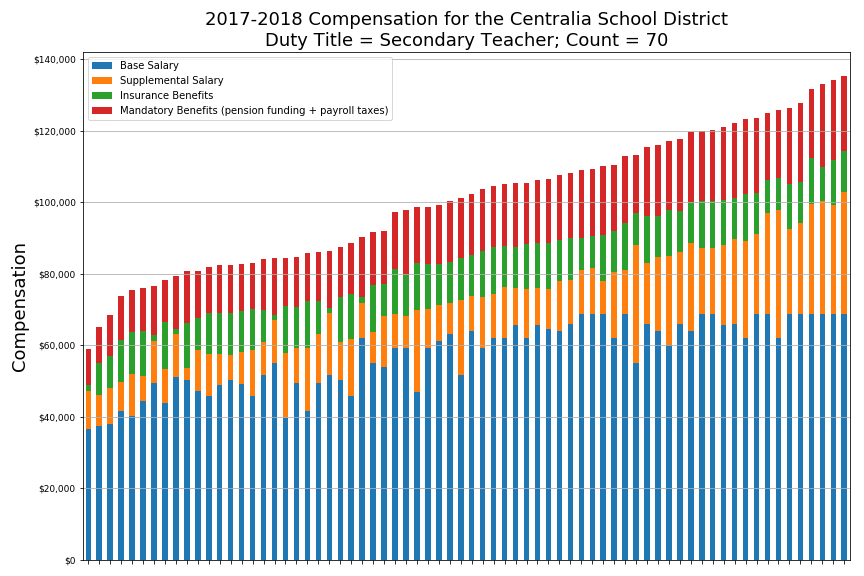 2017-2018 Compensation for the Centralia School District
Duty Title = Secondary Teacher; Count = 70
$140,000
$120,000
$100,000
$80,000
$60,000
$40,000
$20,000
$0
Compensation
Base Salary
Supplemental Salary
Insurance Benefits
Mandatory Benefits (pension funding + payroll taxes)